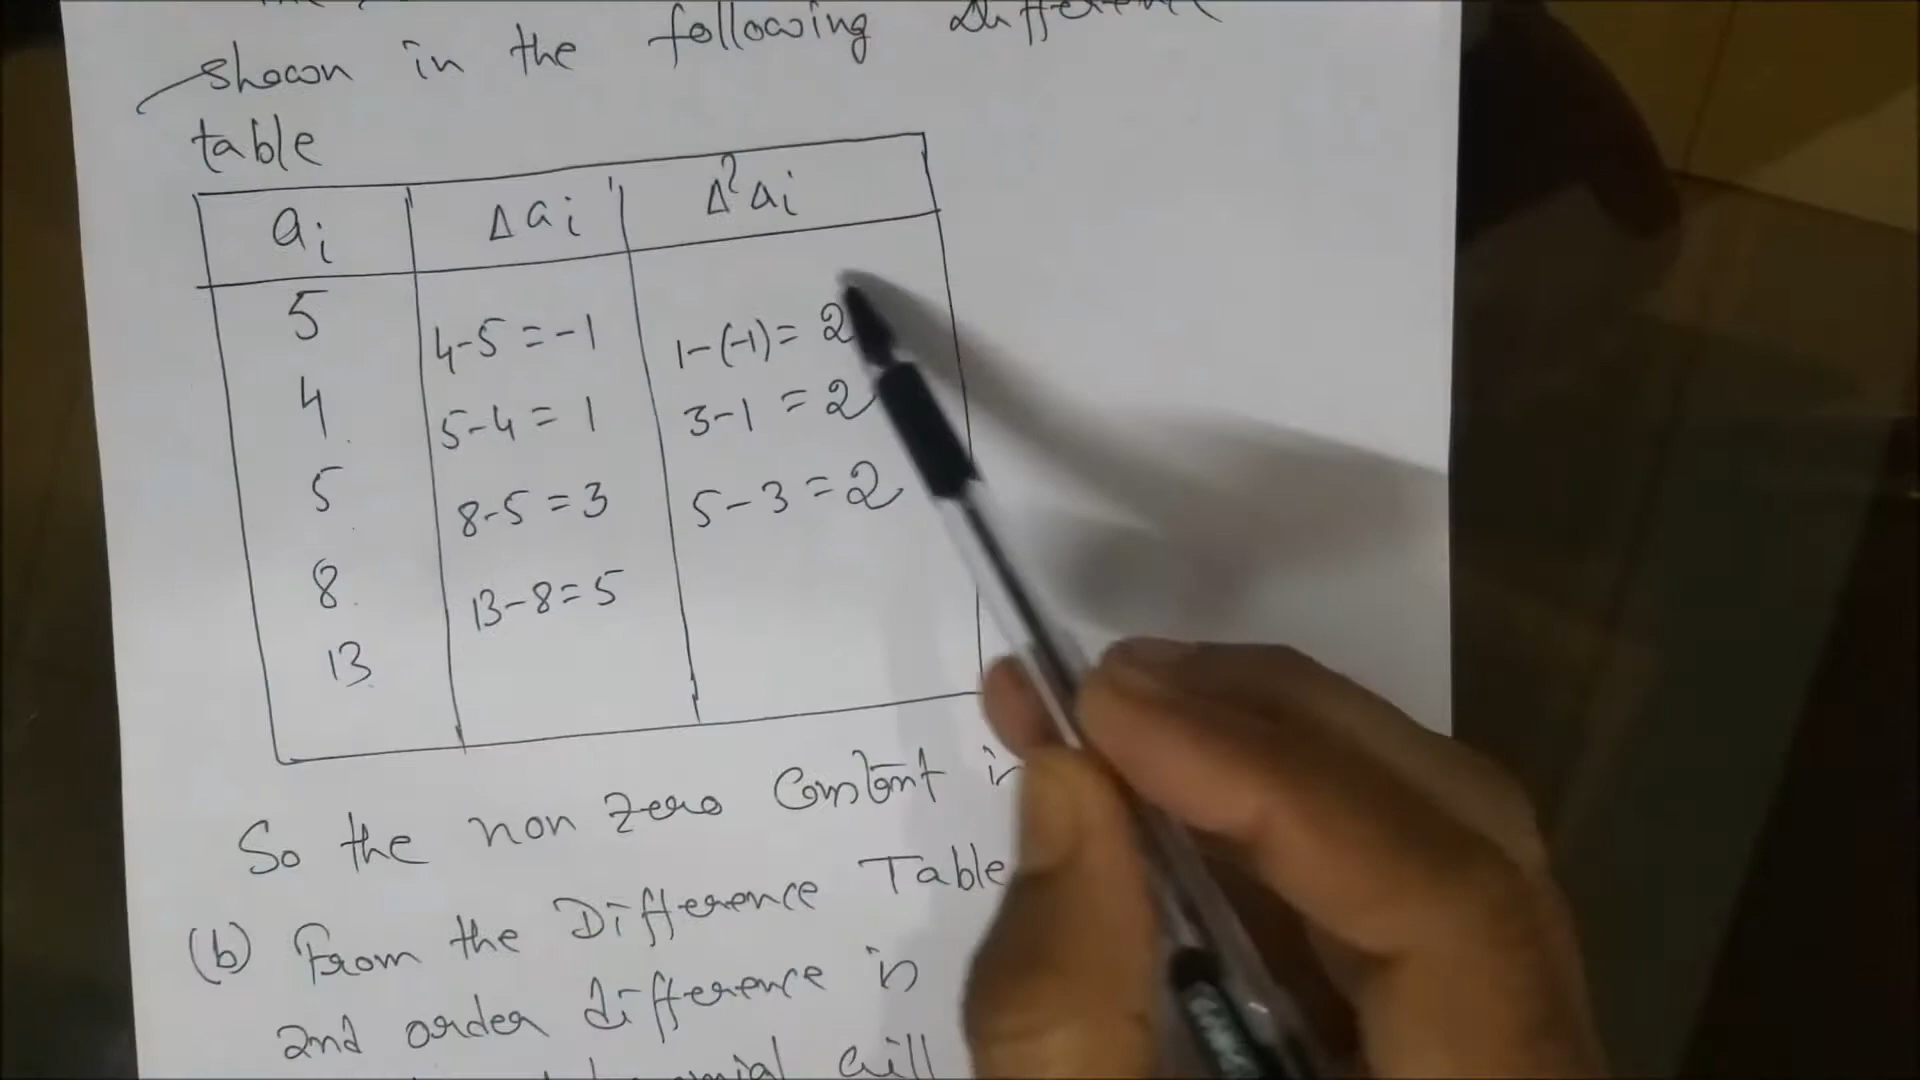 shown in the following
table
ai Δai Δ²ai
5 4-5=-1 1-(-1)=2
4 5-4=1 3-1=2
5 8-5=3 5-3=2
8 13-8=5
13
So the non zero Constant
(b) From the Difference Table
2nd order difference is
will